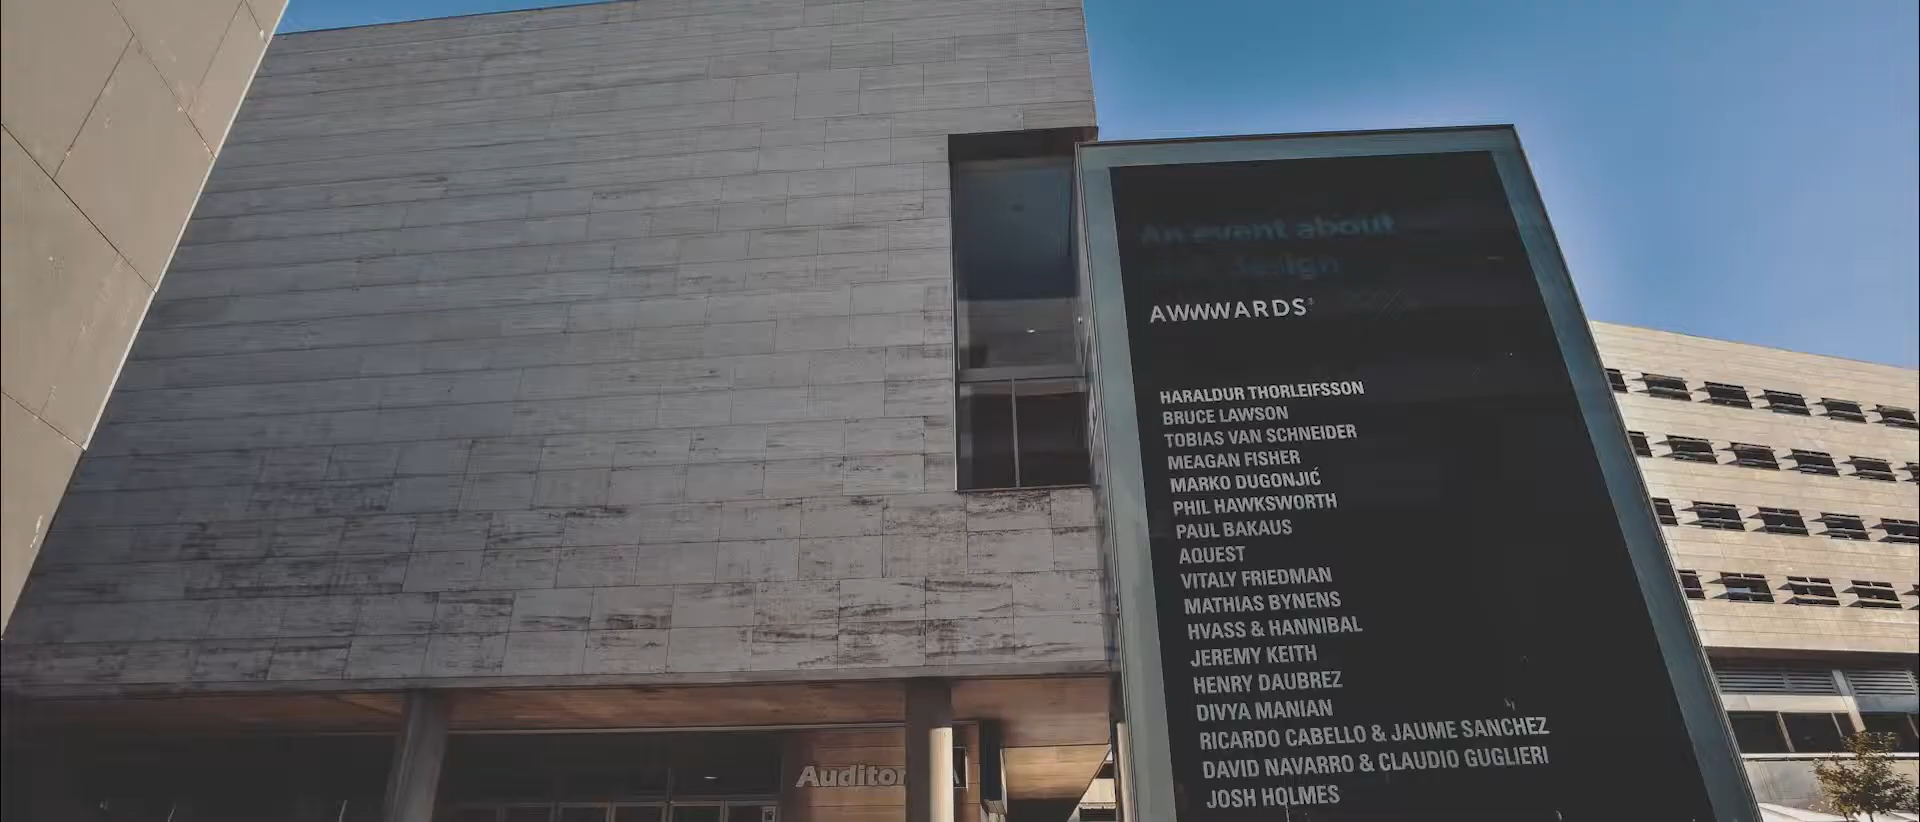 An event about
design
AWWWARDS
HARALDUR THORLEIFSSON
BRUCE LAWSON
TOBIAS VAN SCHNEIDER
MEAGAN FISHER
MARKO DUGONJIĆ
PHIL HAWKSWORTH
PAUL BAKAUS
AQUEST
VITALY FRIEDMAN
MATHIAS BYNENS
HVASS & HANNIBAL
JEREMY KEITH
HENRY DAUBREZ
DIVYA MANIAN
RICARDO CABELLO & JAUME SANCHEZ
DAVID NAVARRO & CLAUDIO GUGLIERI
JOSH HOLMES